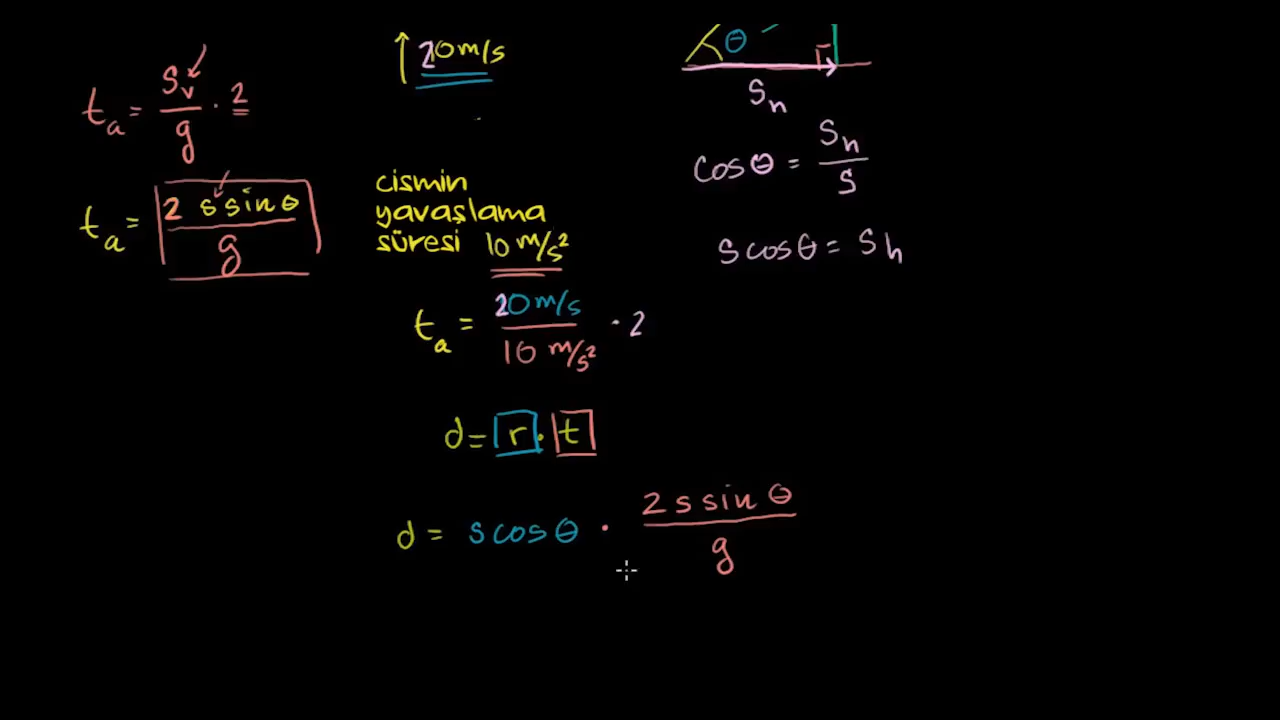 t_a = S_v / g · 2
t_a = 2 s sin θ / g
20 m/s
cismin
yavaşlama
süresi 10 m/s²
t_a = 20 m/s / 10 m/s² · 2
d = r · t
d = s cos θ · 2 s sin θ / g
θ
S_h
cos θ = S_h / S
s cos θ = S_h